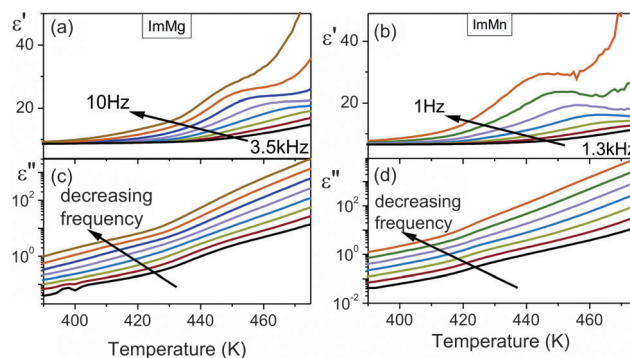 ε'
(a)
ImMg
40
20
10Hz
3.5kHz
ε'
(b)
ImMn
40
20
1Hz
1.3kHz
ε"
(c)
decreasing
frequency
10²
10⁰
400 420 440 460
Temperature (K)
ε"
(d)
decreasing
frequency
10²
10⁰
10⁻²
400 420 440 460
Temperature (K)